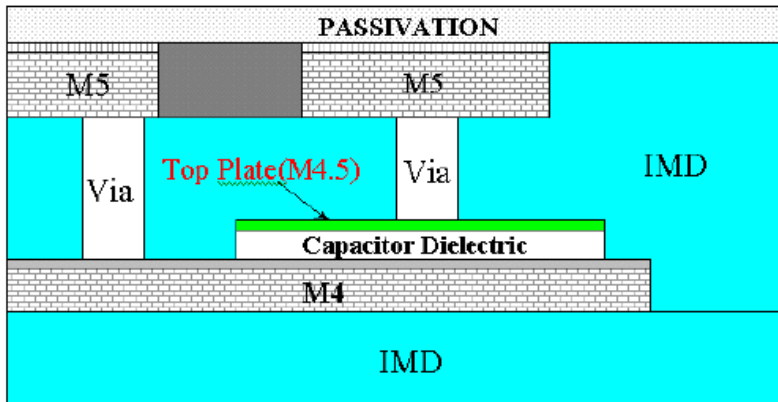 PASSIVATION
M5
M5
Via
Top Plate(M4.5)
Via
IMD
Capacitor Dielectric
M4
IMD